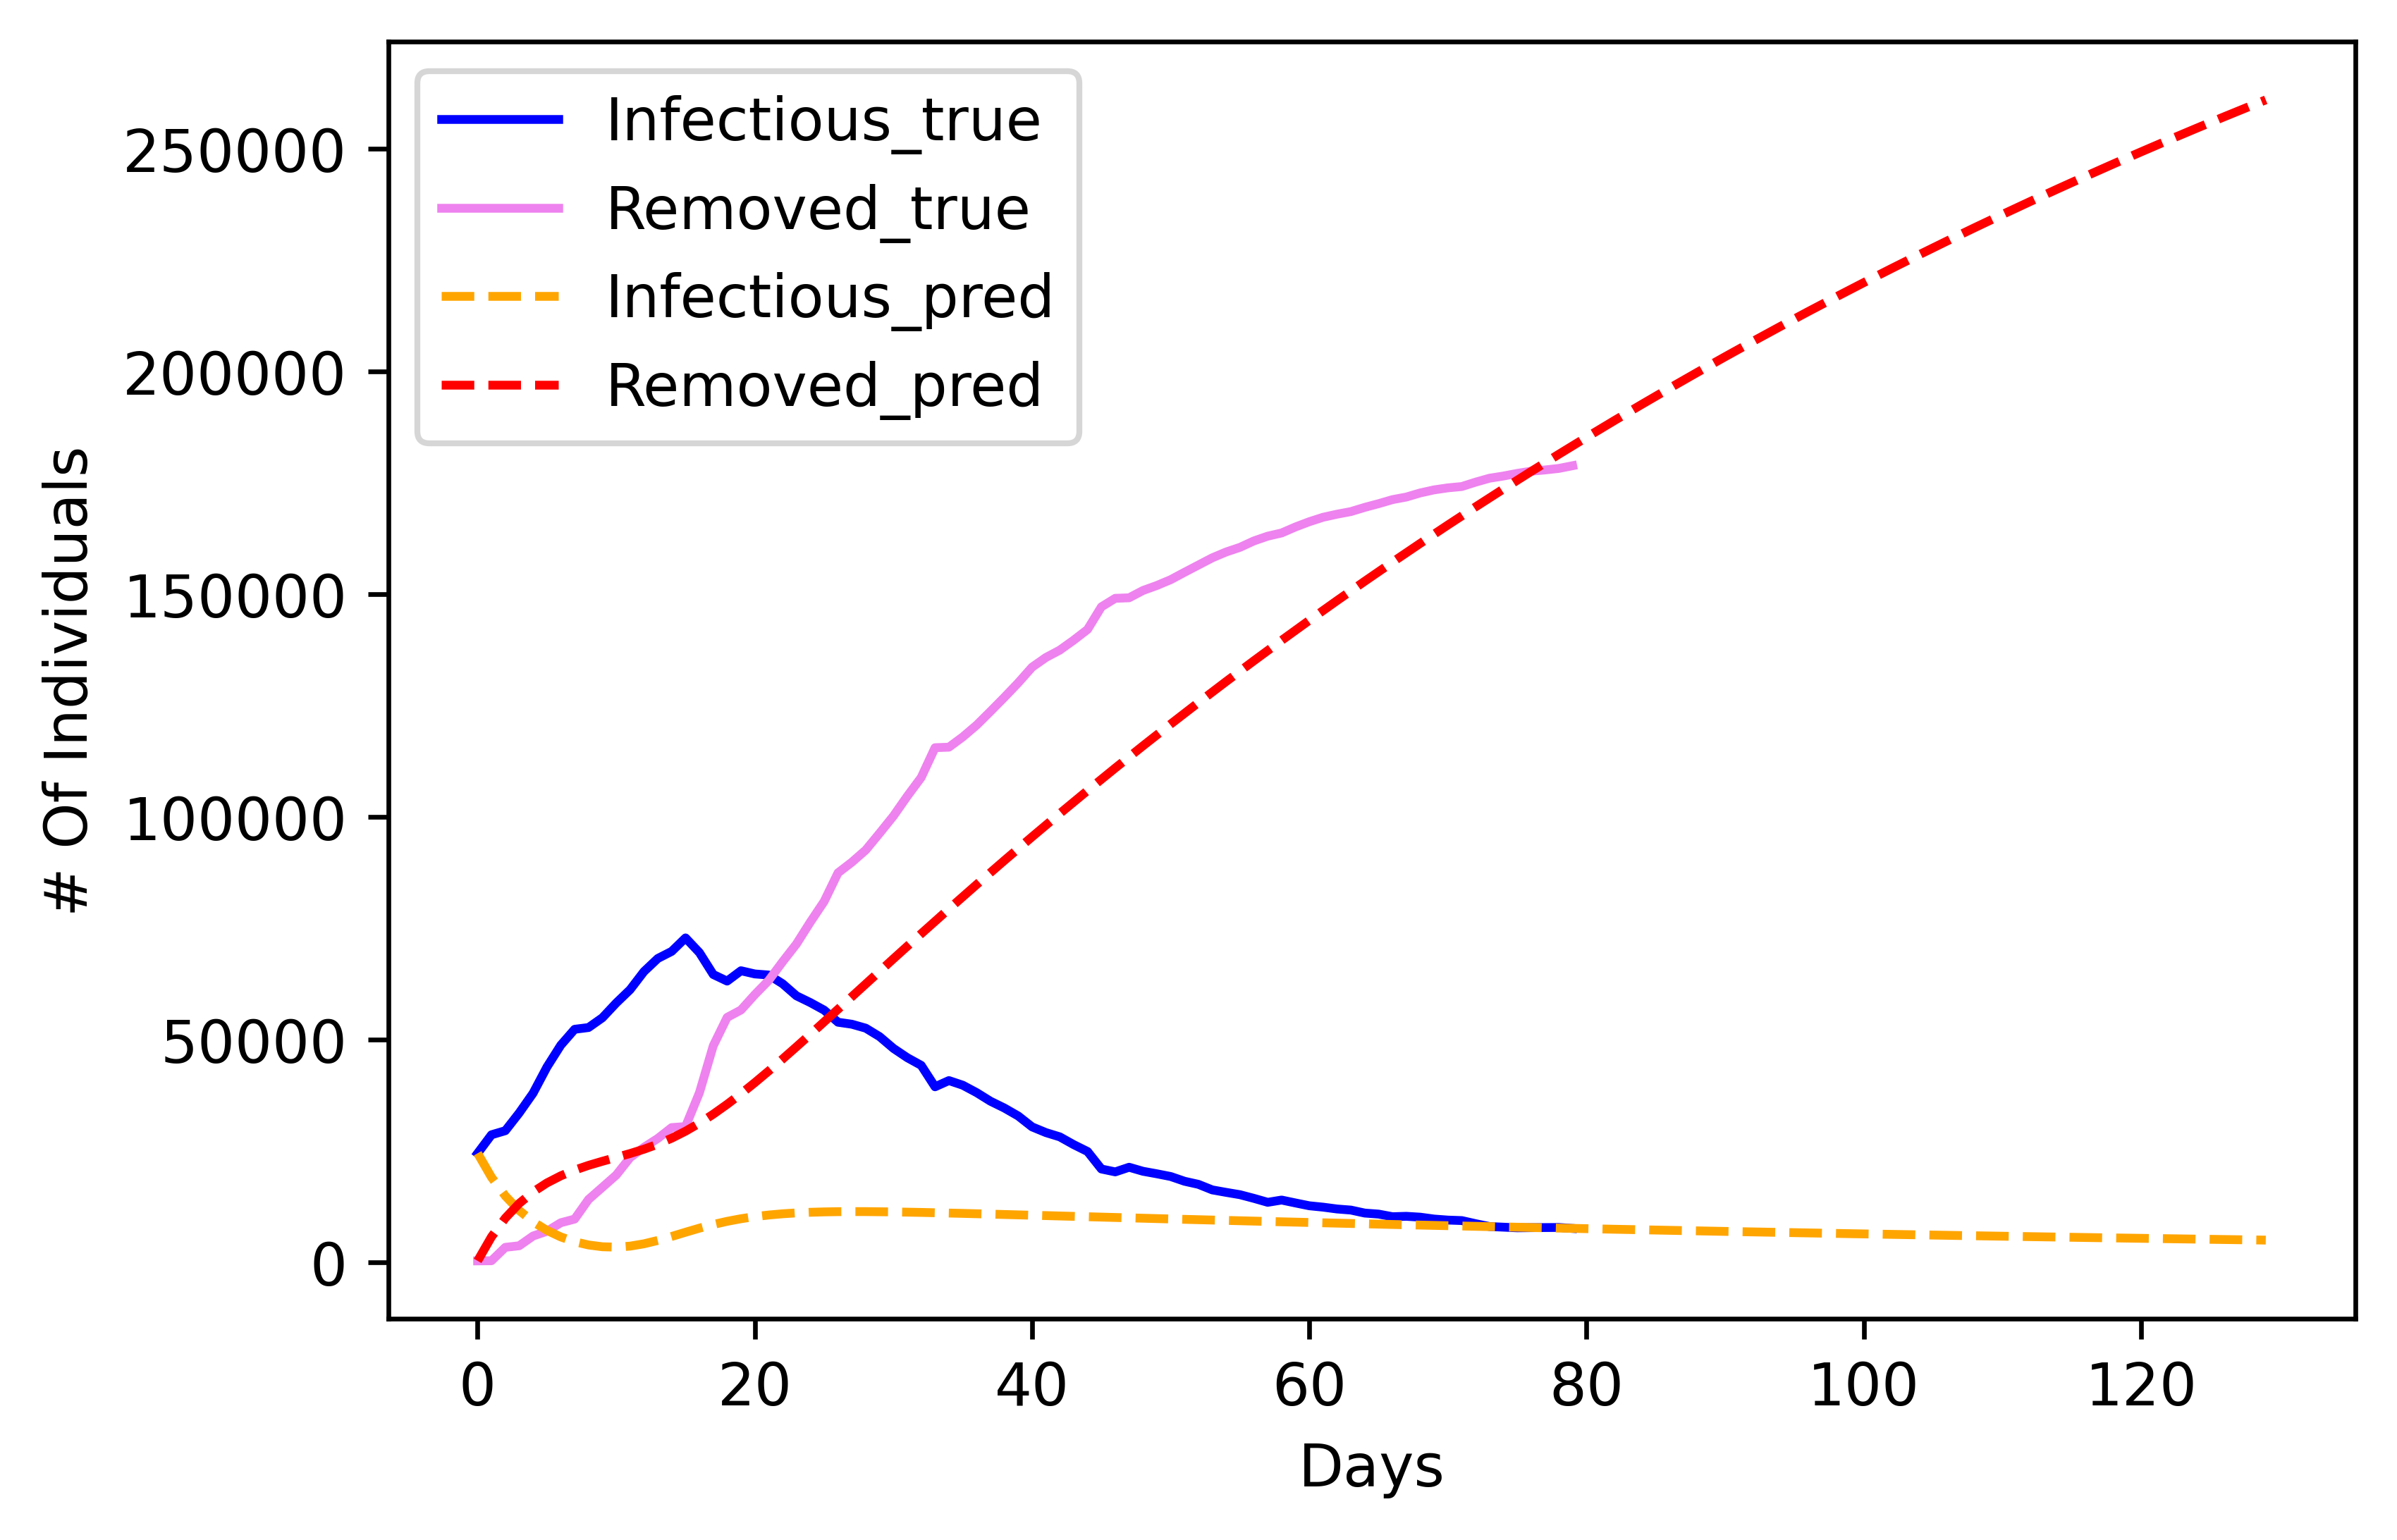 Infectious_true
Removed_true
Infectious_pred
Removed_pred
250000
200000
150000
100000
50000
0
# Of Individuals
0 20 40 60 80 100 120
Days